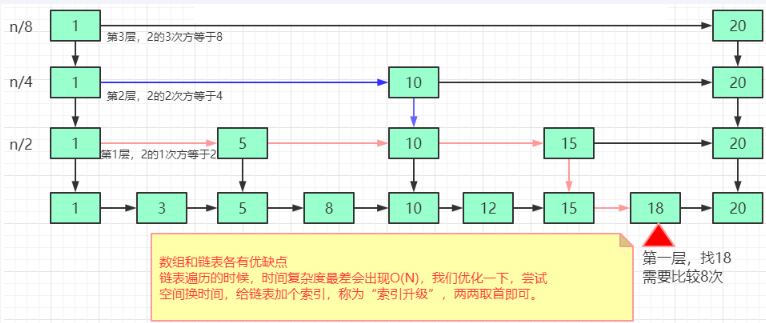 n/8 1 20
第3层，2的3次方等于8
n/4 1 10 20
第2层，2的2次方等于4
n/2 1 5 10 15 20
第1层，2的1次方等于2
1 3 5 8 10 12 15 18 20
数组和链表各有优缺点
链表遍历的时候，时间复杂度最差会出现O(N)，我们优化一下，尝试
空间换时间，给链表加个索引，称为“索引升级”，两两取首即可。
第一层，找18
需要比较8次